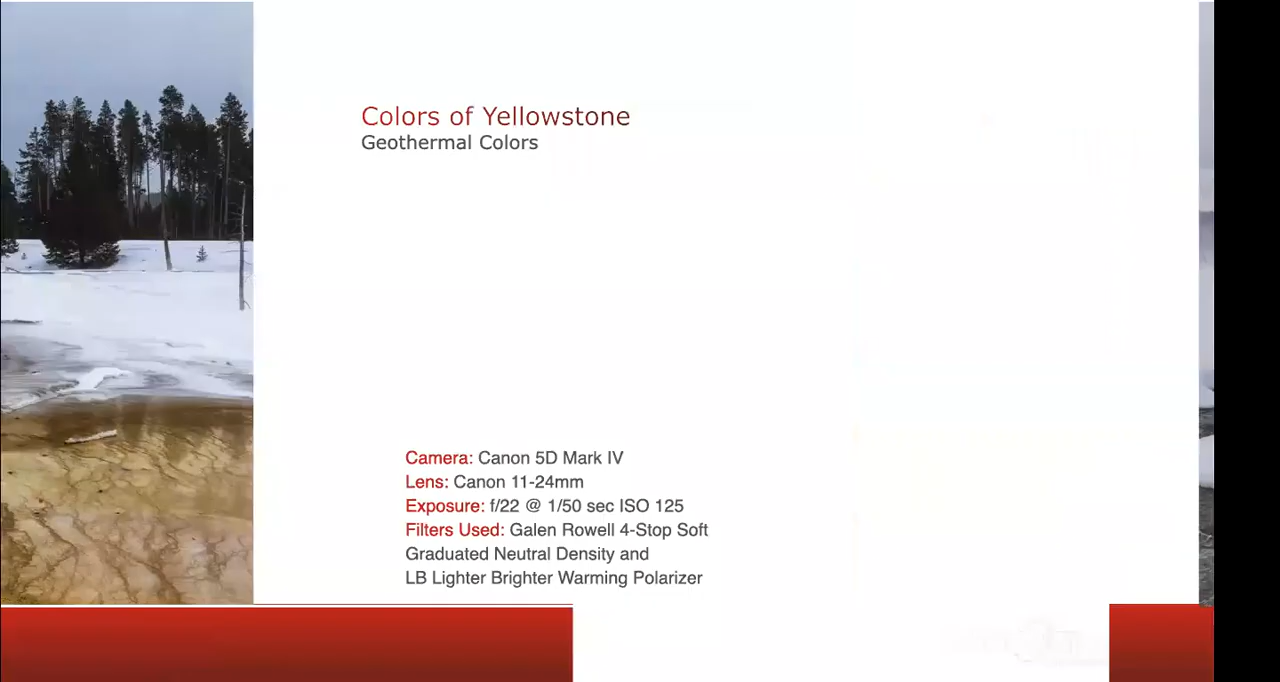 Colors of Yellowstone
Geothermal Colors
Camera: Canon 5D Mark IV
Lens: Canon 11-24mm
Exposure: f/22 @ 1/50 sec ISO 125
Filters Used: Galen Rowell 4-Stop Soft
Graduated Neutral Density and
LB Lighter Brighter Warming Polarizer